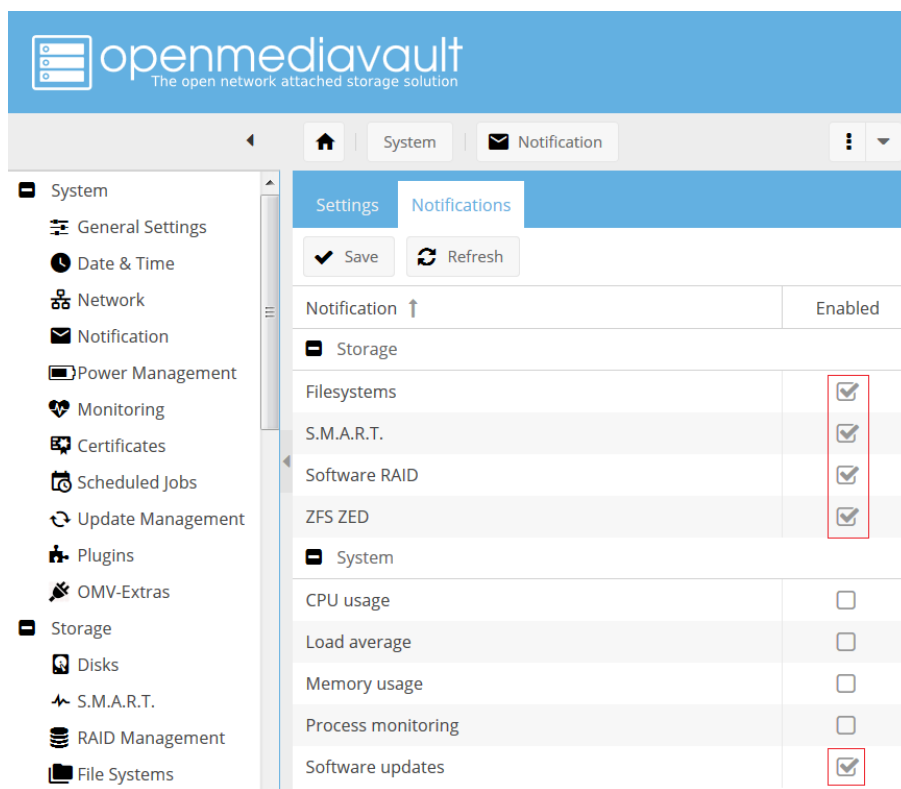 openmediavault
The open network attached storage solution
System
Notification
System
General Settings
Date & Time
Network
Notification
Power Management
Monitoring
Certificates
Scheduled Jobs
Update Management
Plugins
OMV-Extras
Storage
Disks
S.M.A.R.T.
RAID Management
File Systems
Settings
Notifications
Save
Refresh
Notification
Enabled
Storage
Filesystems
S.M.A.R.T.
Software RAID
ZFS ZED
System
CPU usage
Load average
Memory usage
Process monitoring
Software updates